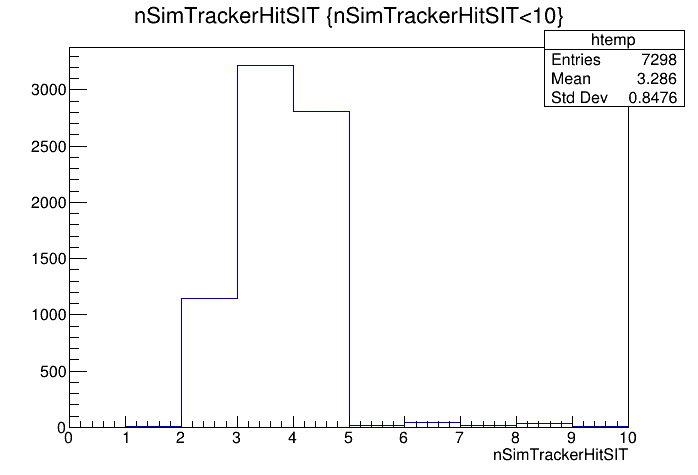 nSimTrackerHitSIT {nSimTrackerHitSIT<10}
htemp
Entries 7298
Mean 3.286
Std Dev 0.8476
3000
2500
2000
1500
1000
500
0
0 1 2 3 4 5 6 7 8 9 10
nSimTrackerHitSIT